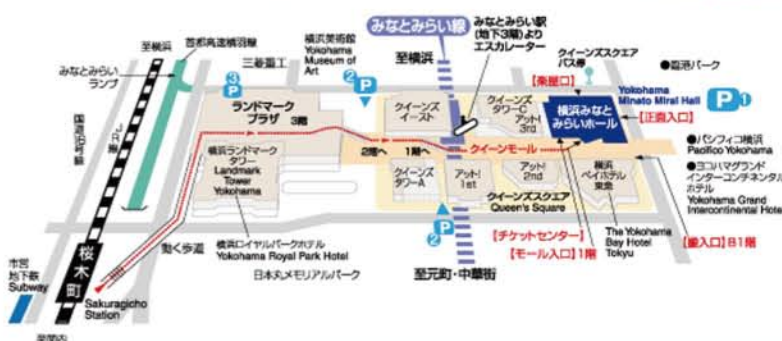 至横浜
首都高速横羽線
みなとみらい
ランプ
三菱重工
横浜美術館
Yokohama
Museum of
Art
みなとみらい線
至横浜
みなとみらい駅
(地下3階)より
エスカレーター
クイーンズスクエア
バス停
●臨港パーク
【楽屋口】
Yokohama
Minato Mirai Hall
P1
【正面入口】
横浜みなと
みらいホール
3
P
2
P
ランドマーク
プラザ 3階
クイーンズ
イースト
クイーンズ
タワーC
アット!
3rd
JR線
国道16号線
横浜ランドマーク
タワー
Landmark
Tower
Yokohama
2階へ 1階へ
クイーンモール
●パシフィコ横浜
Pacifico Yokohama
●ヨコハマグランド
インターコンチネンタル
ホテル
Yokohama Grand
Intercontinental Hotel
クイーンズ
タワーA
アット!
1st
アット!
2nd
横浜
ベイホテル
東急
クイーンズスクエア
Queen's Square
2P
動く歩道
横浜ロイヤルパークホテル
Yokohama Royal Park Hotel
日本丸メモリアルパーク
【チケットセンター】
【モール入口】1階
The Yokohama
Bay Hotel
Tokyu
B1階
至元町・中華街
市営
地下鉄
Subway
桜木町
Sakuragicho
Station
至関内